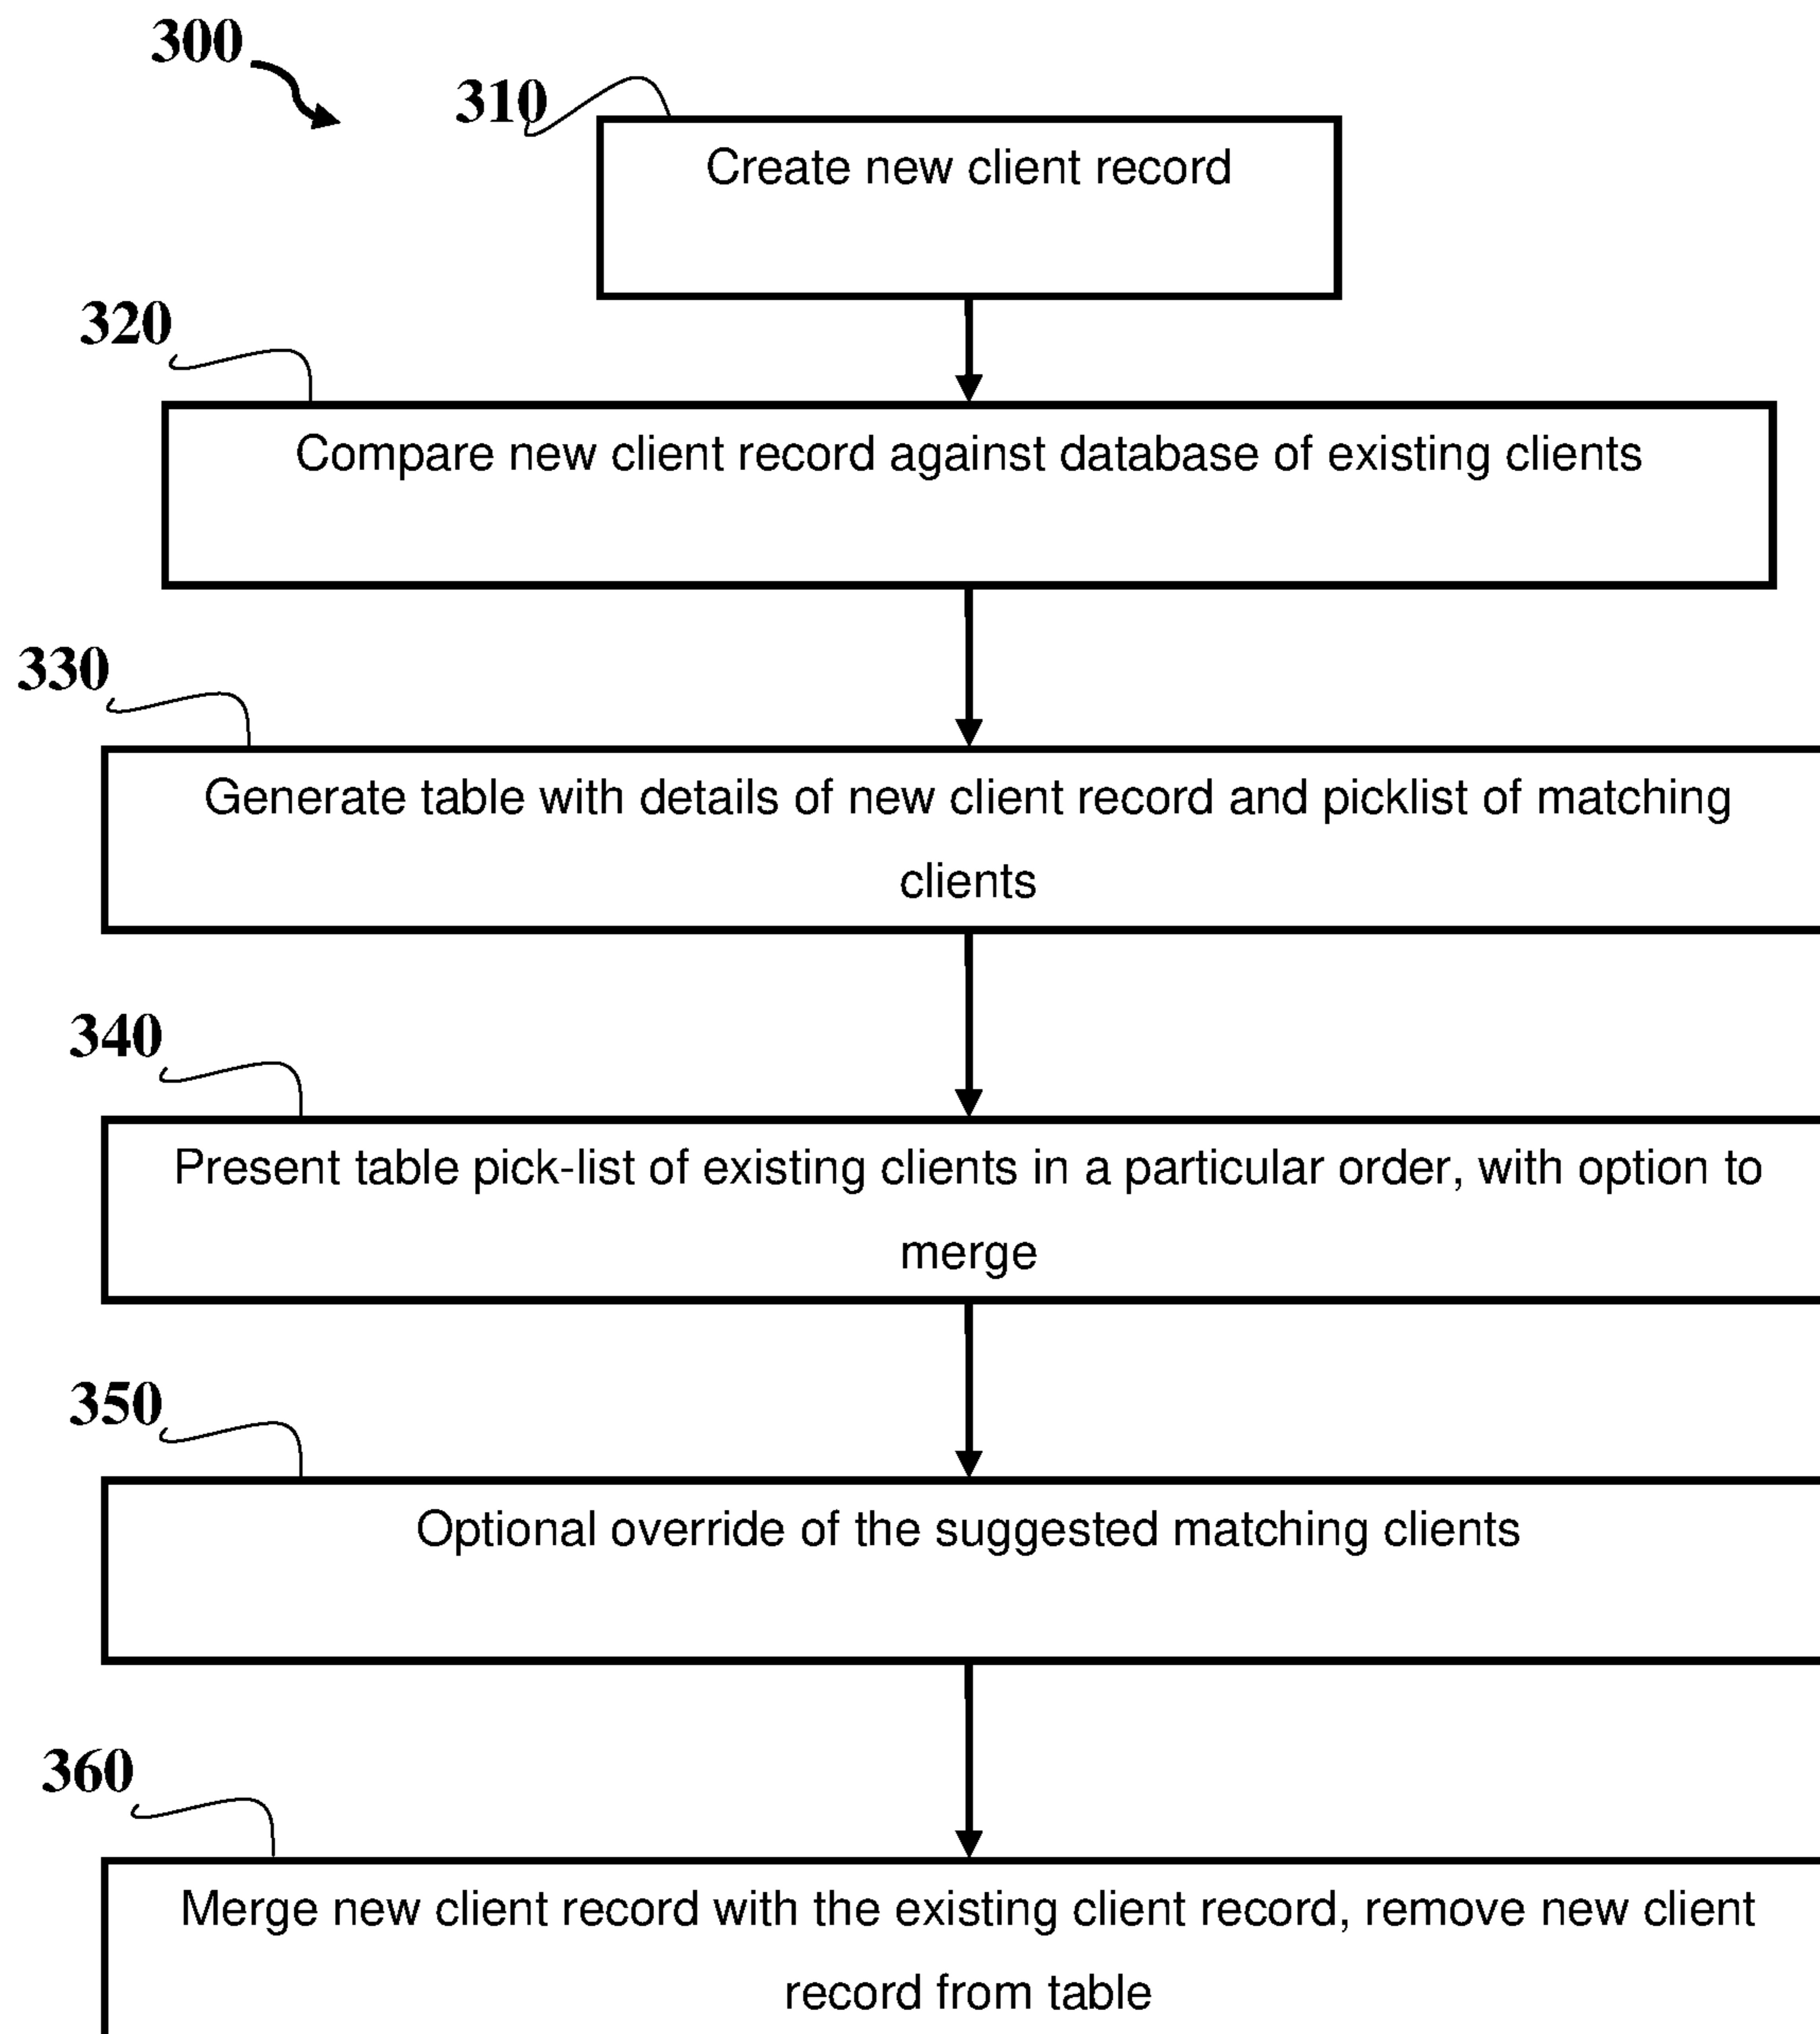 300
310
Create new client record
320
Compare new client record against database of existing clients
330
Generate table with details of new client record and picklist of matching
clients
340
Present table pick-list of existing clients in a particular order, with option to
merge
350
Optional override of the suggested matching clients
360
Merge new client record with the existing client record, remove new client
record from table